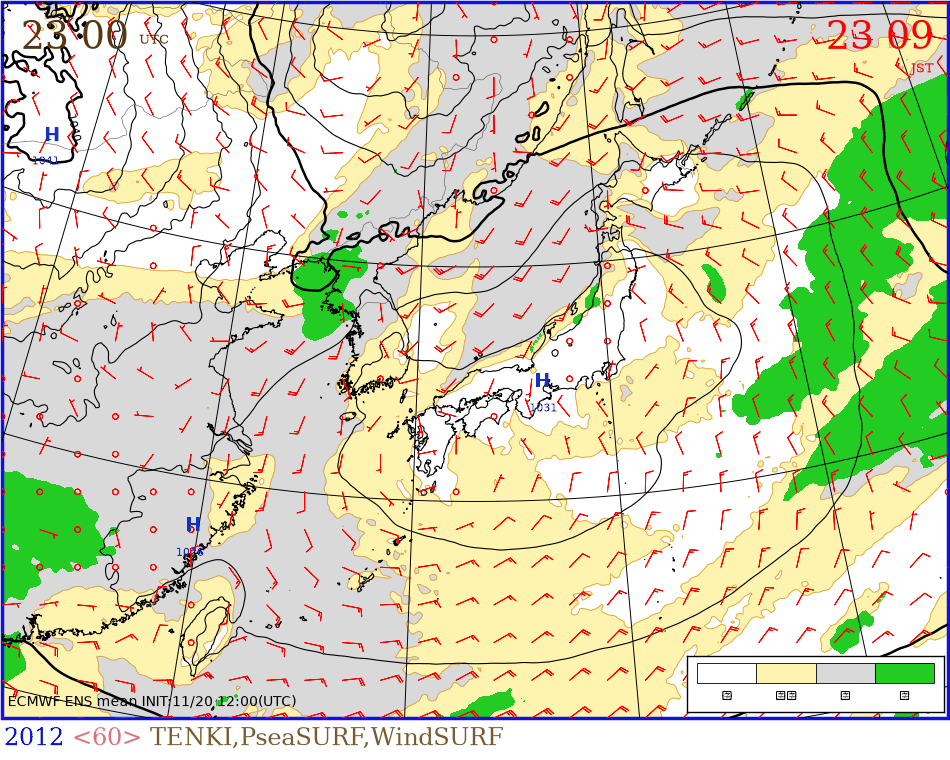 23 00 UTC
23 09
JST
H
1041
1040
H
1031
H
ECMWF ENS mean INIT:11/20 12:00(UTC)
2012 <60> TENKI,PseaSURF,WindSURF